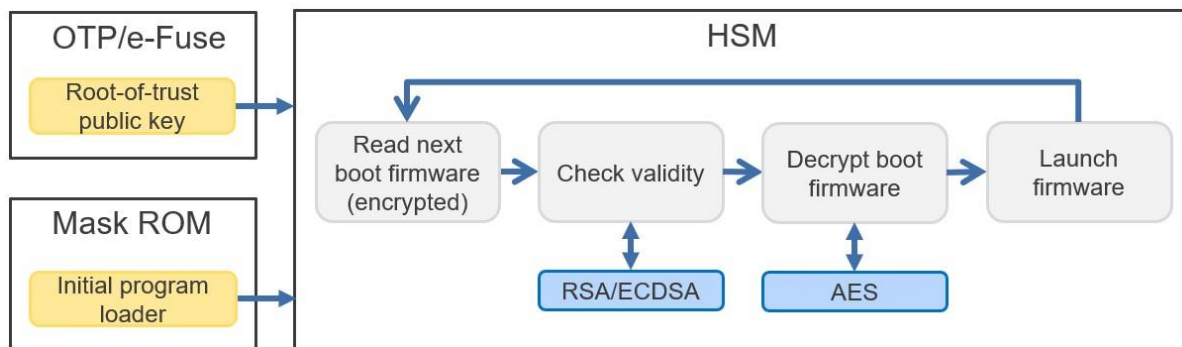 OTP/e-Fuse
Root-of-trust
public key
Mask ROM
Initial program
loader
HSM
Read next
boot firmware
(encrypted)
Check validity
Decrypt boot
firmware
Launch
firmware
RSA/ECDSA
AES